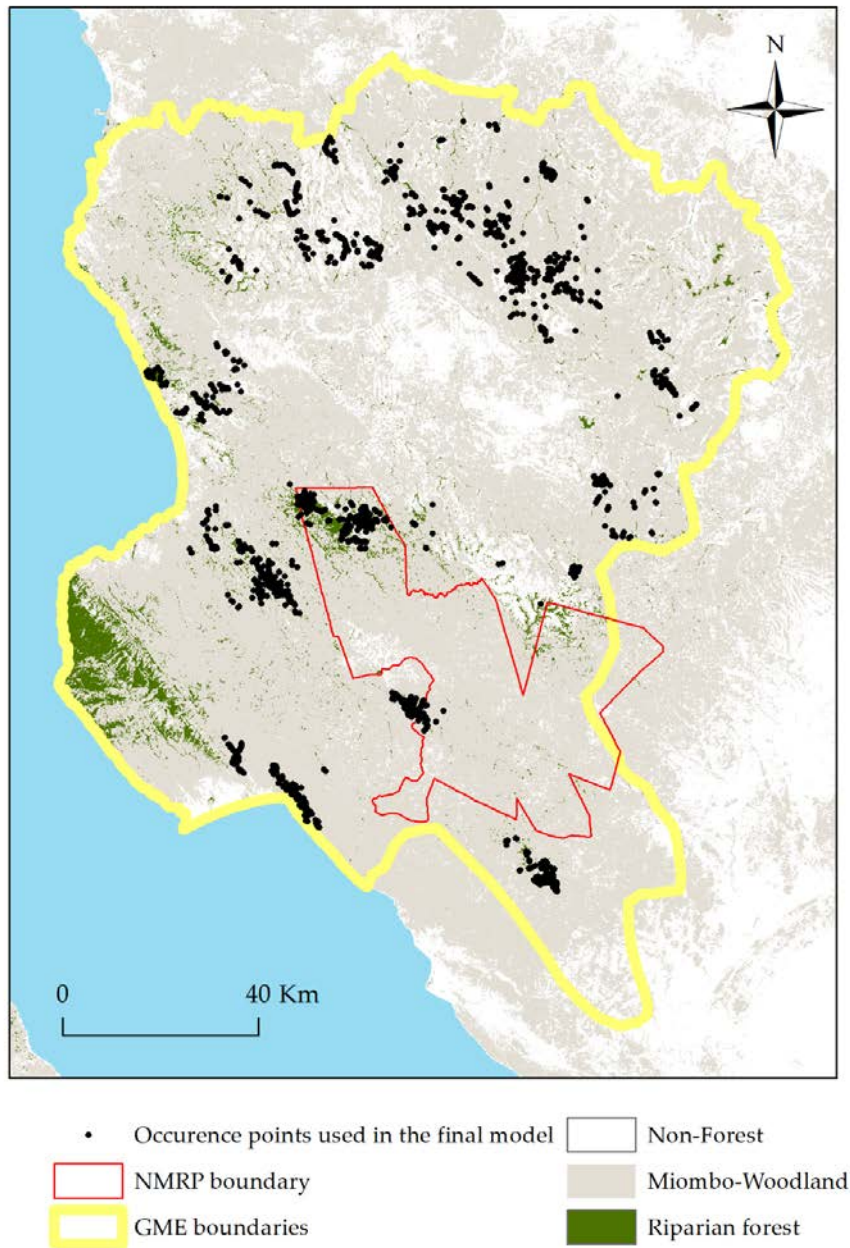 N
0 40 Km
Occurence points used in the final model
NMRP boundary
GME boundaries
Non-Forest
Miombo-Woodland
Riparian forest